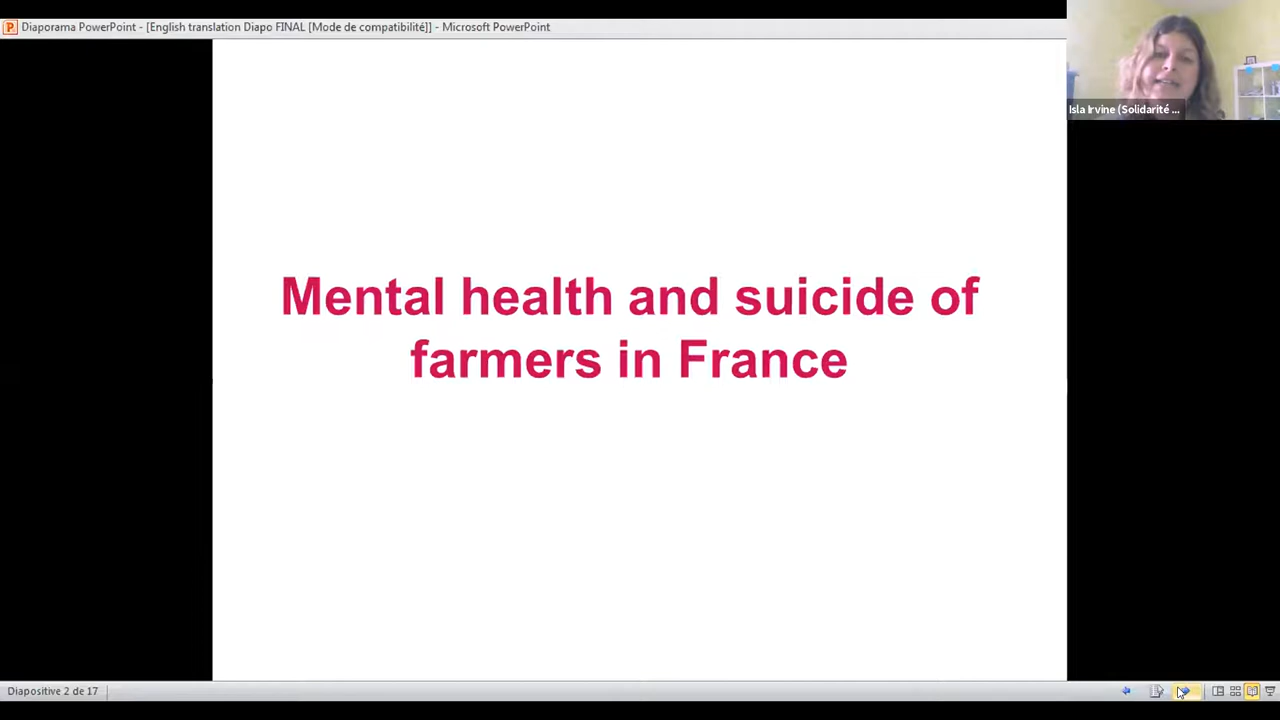 Diaporama PowerPoint - [English translation Diapo FINAL [Mode de compatibilité]] - Microsoft PowerPoint
Isla Irvine (Solidarité ...
Mental health and suicide of
farmers in France
Diapositive 2 de 17